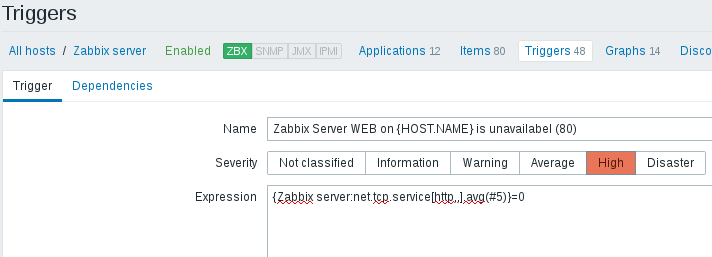 Triggers
All hosts / Zabbix server Enabled ZBX SNMP JMX IPMI Applications 12 Items 80 Triggers 48 Graphs 14 Disco
Trigger Dependencies
Name Zabbix Server WEB on {HOST.NAME} is unavailabel (80)
Severity Not classified Information Warning Average High Disaster
Expression {Zabbix server:net.tcp.service[http,,].avg(#5)}=0